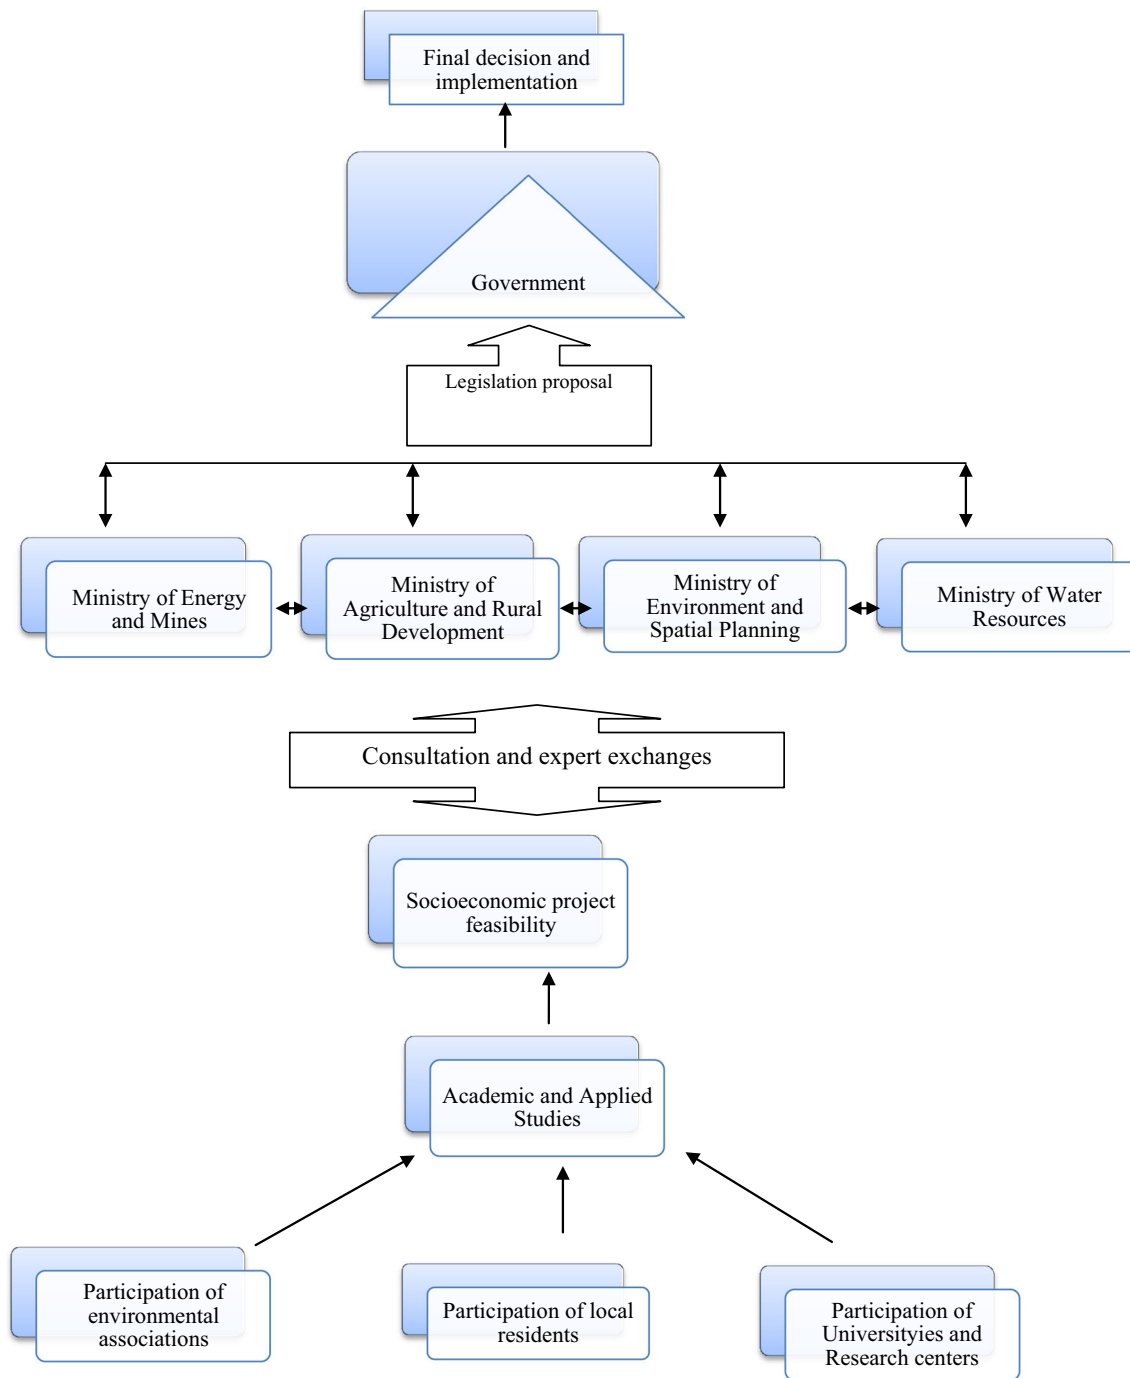 Final decision and
implementation
Government
Legislation proposal
Ministry of Energy
and Mines
Ministry of
Agriculture and Rural
Development
Ministry of
Environment and
Spatial Planning
Ministry of Water
Resources
Consultation and expert exchanges
Socioeconomic project
feasibility
Academic and Applied
Studies
Participation of
environmental
associations
Participation of local
residents
Participation of
Universityies and
Research centers